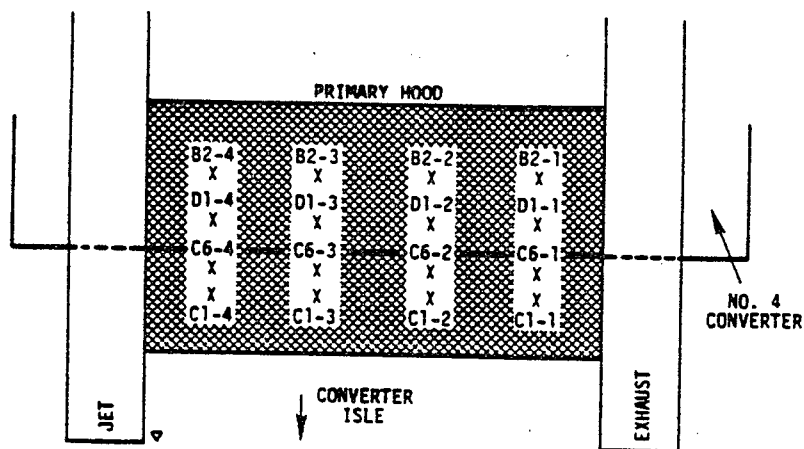 PRIMARY HOOD
B2-4 B2-3 B2-2 B2-1
X X X X
D1-4 D1-3 D1-2 D1-1
X X X X
C6-4 C6-3 C6-2 C6-1
X X X X
X X X X
C1-4 C1-3 C1-2 C1-1
NO. 4
CONVERTER
JET
CONVERTER
ISLE
EXHAUST